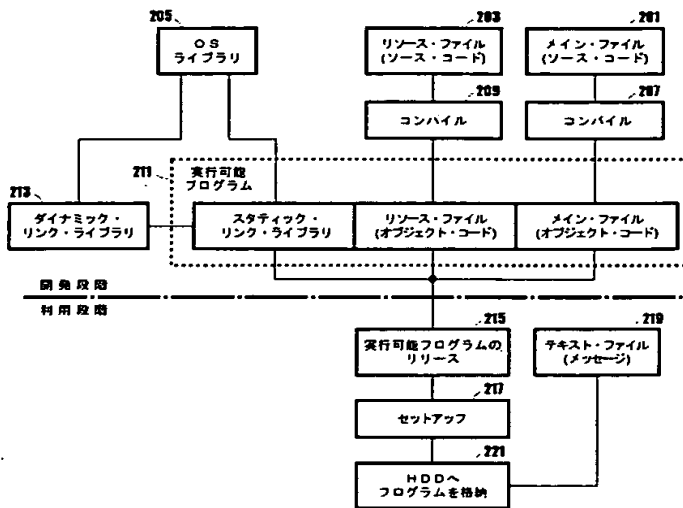 205
OS
ライブラリ
203
リソース・ファイル
(ソース・コード)
201
メイン・ファイル
(ソース・コード)
209
コンパイル
207
コンパイル
211
実行可能
プログラム
213
ダイナミック・
リンク・ライブラリ
スタティック・
リンク・ライブラリ
リソース・ファイル
(オブジェクト・コード)
メイン・ファイル
(オブジェクト・コード)
開発段階
利用段階
215
実行可能プログラムの
リリース
219
テキスト・ファイル
(メッセージ)
217
セットアップ
221
HDDへ
プログラムを格納